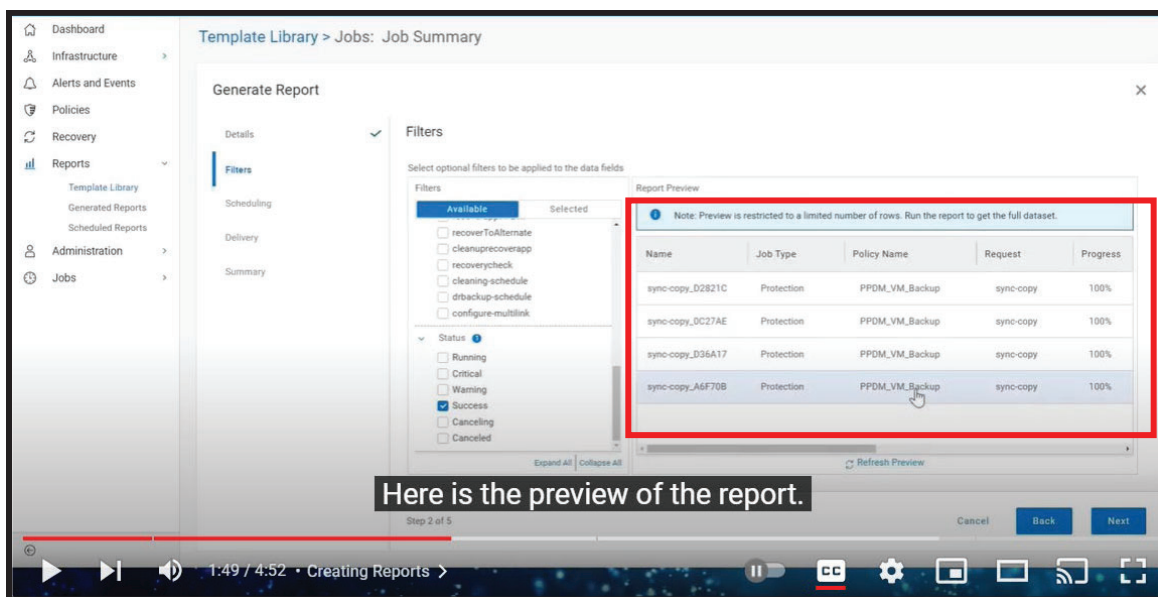 Dashboard
Infrastructure
Alerts and Events
Policies
Recovery
Reports
Template Library
Generated Reports
Scheduled Reports
Administration
Jobs
Template Library > Jobs: Job Summary
Generate Report
Details
Filters
Scheduling
Delivery
Summary
Filters
Select optional filters to be applied to the data fields
Filters
Available Selected
recoverToAlternate
cleanuprecoverapp
recoverycheck
cleaning-schedule
drbackup-schedule
configure-multilink
Status
Running
Critical
Warning
Success
Canceling
Canceled
Expand All Collapse All
Report Preview
Note: Preview is restricted to a limited number of rows. Run the report to get the full dataset.
Name Job Type Policy Name Request Progress
sync-copy_D2821C Protection PPDM_VM_Backup sync-copy 100%
sync-copy_0C27AE Protection PPDM_VM_Backup sync-copy 100%
sync-copy_D36A17 Protection PPDM_VM_Backup sync-copy 100%
sync-copy_A6F70B Protection PPDM_VM_Backup sync-copy 100%
Refresh Preview
Here is the preview of the report.
Step 2 of 5
Cancel Back Next
1:49 / 4:52 • Creating Reports >
CC